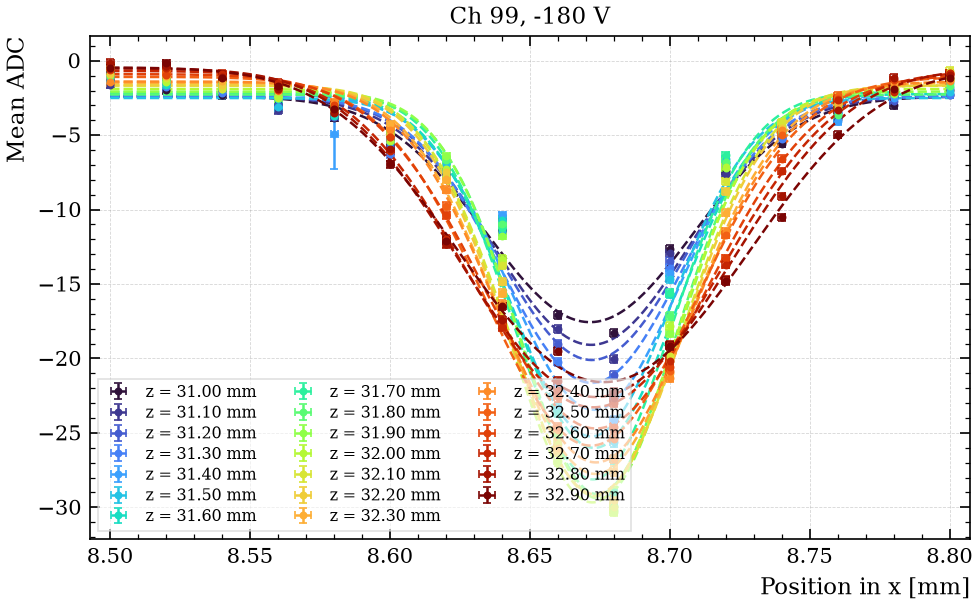 Ch 99, -180 V
Mean ADC
0
−5
−10
−15
−20
−25
−30
z = 31.00 mm
z = 31.10 mm
z = 31.20 mm
z = 31.30 mm
z = 31.40 mm
z = 31.50 mm
z = 31.60 mm
z = 31.70 mm
z = 31.80 mm
z = 31.90 mm
z = 32.00 mm
z = 32.10 mm
z = 32.20 mm
z = 32.30 mm
z = 32.40 mm
z = 32.50 mm
z = 32.60 mm
z = 32.70 mm
z = 32.80 mm
z = 32.90 mm
8.50 8.55 8.60 8.65 8.70 8.75 8.80
Position in x [mm]